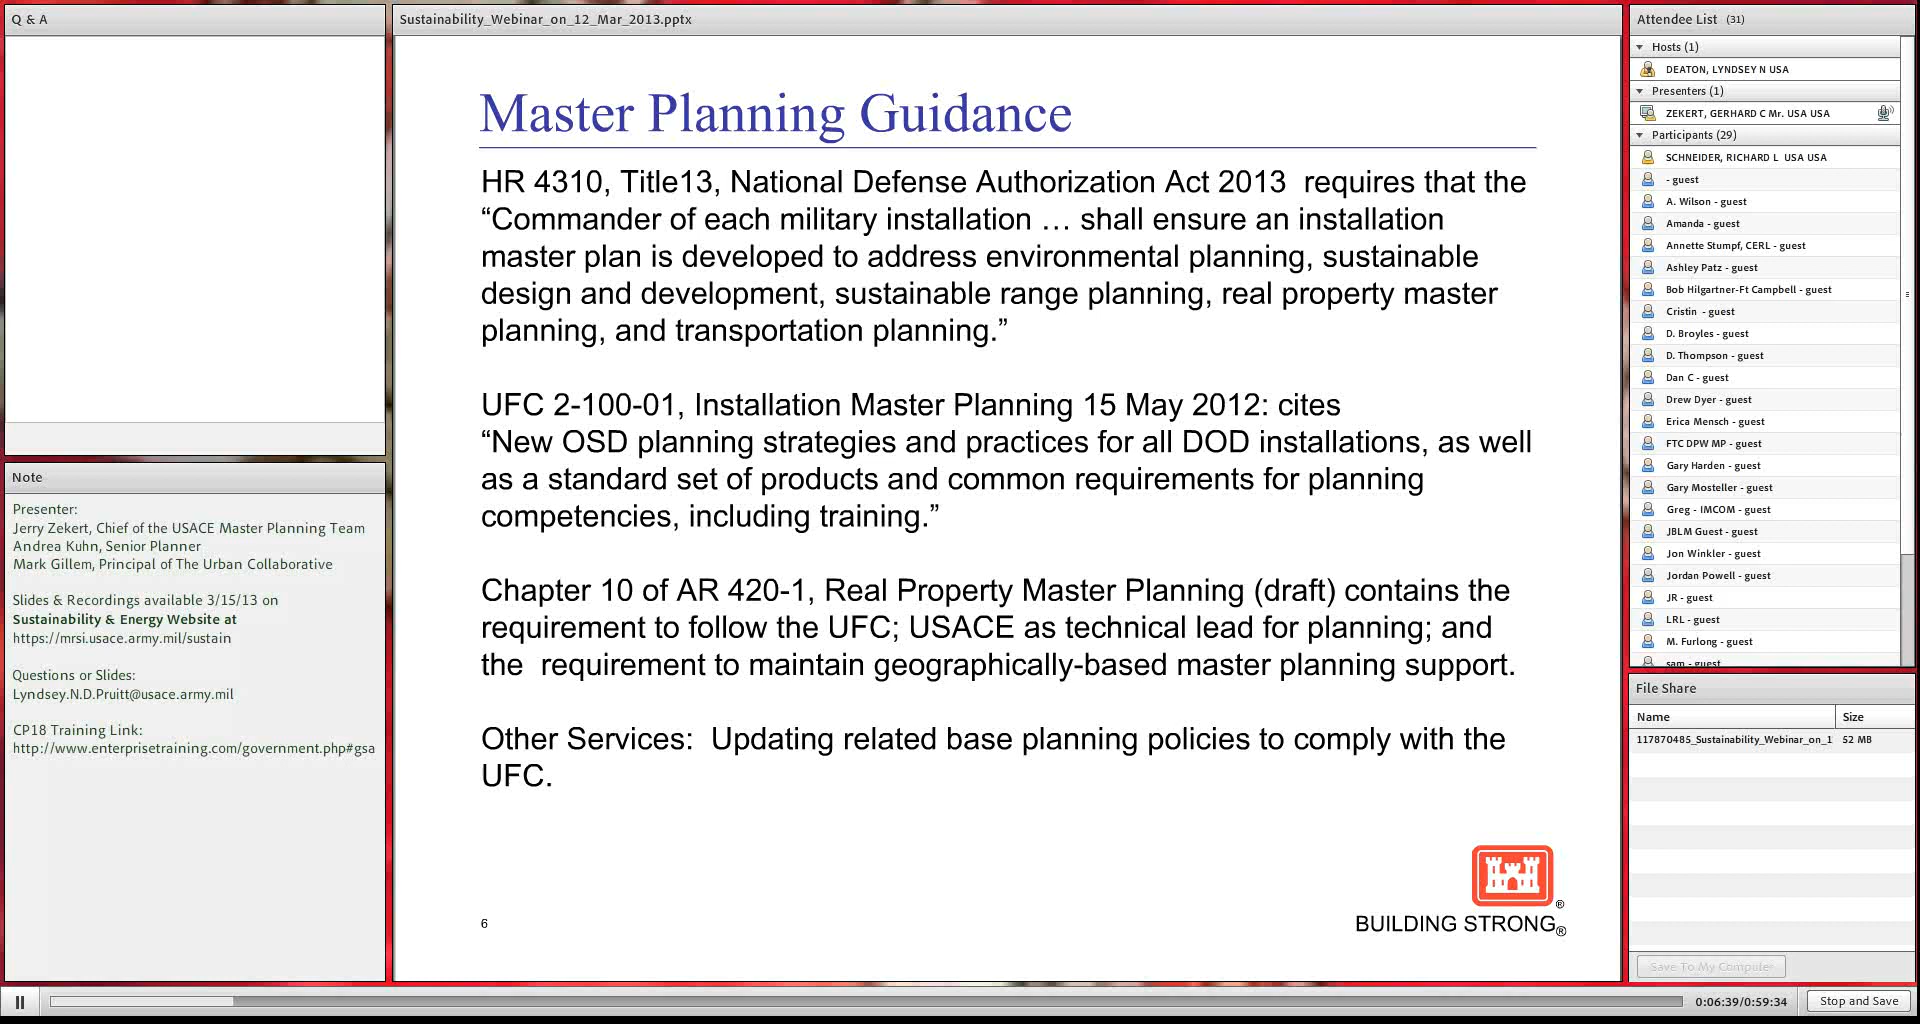 Q & A
Sustainability_Webinar_on_12_Mar_2013.pptx
Master Planning Guidance
HR 4310, Title13, National Defense Authorization Act 2013  requires that the
“Commander of each military installation … shall ensure an installation
master plan is developed to address environmental planning, sustainable
design and development, sustainable range planning, real property master
planning, and transportation planning.”
UFC 2-100-01, Installation Master Planning 15 May 2012: cites
“New OSD planning strategies and practices for all DOD installations, as well
as a standard set of products and common requirements for planning
competencies, including training.”
Chapter 10 of AR 420-1, Real Property Master Planning (draft) contains the
requirement to follow the UFC; USACE as technical lead for planning; and
the  requirement to maintain geographically-based master planning support.
Other Services:  Updating related base planning policies to comply with the
UFC.
6
®
BUILDING STRONG®
Note
Presenter:
Jerry Zekert, Chief of the USACE Master Planning Team
Andrea Kuhn, Senior Planner
Mark Gillem, Principal of The Urban Collaborative
Slides & Recordings available 3/15/13 on
Sustainability & Energy Website at
https://mrsi.usace.army.mil/sustain
Questions or Slides:
Lyndsey.N.D.Pruitt@usace.army.mil
CP18 Training Link:
http://www.enterprisetraining.com/government.php#gsa
Attendee List (31)
Hosts (1)
DEATON, LYNDSEY N USA
Presenters (1)
ZEKERT, GERHARD C Mr. USA USA
Participants (29)
SCHNEIDER, RICHARD L  USA USA
- guest
A. Wilson - guest
Amanda - guest
Annette Stumpf, CERL - guest
Ashley Patz - guest
Bob Hilgartner-Ft Campbell - guest
Cristin  - guest
D. Broyles - guest
D. Thompson - guest
Dan C - guest
Drew Dyer - guest
Erica Mensch - guest
FTC DPW MP - guest
Gary Harden - guest
Gary Mosteller - guest
Greg - IMCOM - guest
JBLM Guest - guest
Jon Winkler - guest
Jordan Powell - guest
JR - guest
LRL - guest
M. Furlong - guest
sam - guest
File Share
Name Size
117870485_Sustainability_Webinar_on_1 52 MB
Save To My Computer
0:06:39/0:59:34
Stop and Save